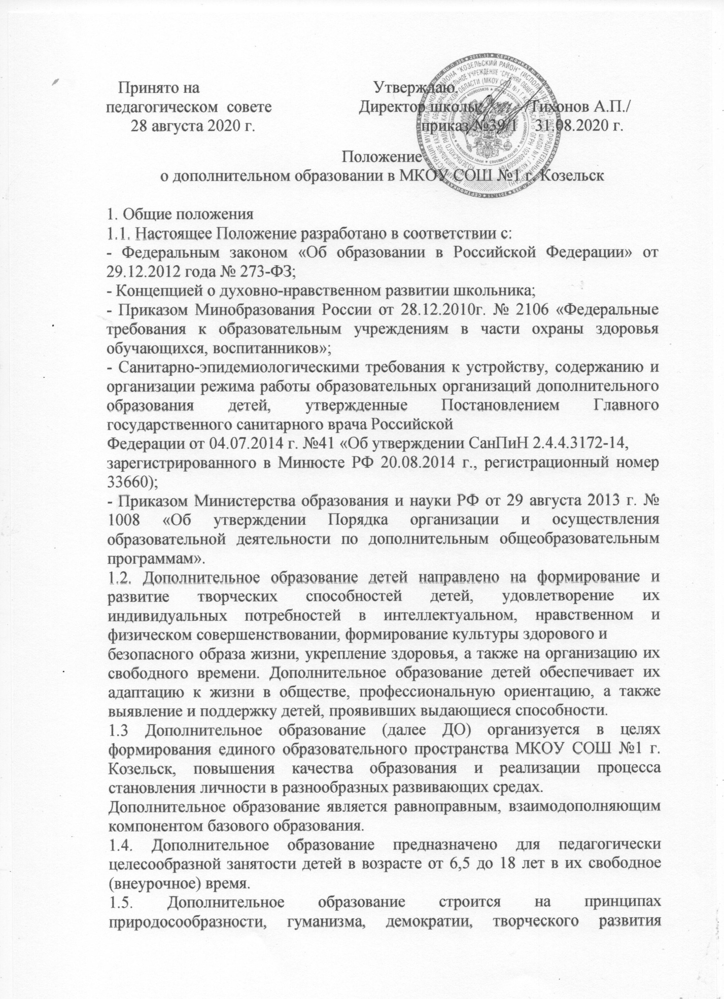 Принято на Утверждаю.
педагогическом совете Директор школы: Тихонов А.П./
28 августа 2020 г. приказ №39/1 31.08.2020 г.
Положение
о дополнительном образовании в МКОУ СОШ №1 г. Козельск
1. Общие положения
1.1. Настоящее Положение разработано в соответствии с:
- Федеральным законом «Об образовании в Российской Федерации» от
29.12.2012 года № 273-ФЗ;
- Концепцией о духовно-нравственном развитии школьника;
- Приказом Минобразования России от 28.12.2010г. № 2106 «Федеральные
требования к образовательным учреждениям в части охраны здоровья
обучающихся, воспитанников»;
- Санитарно-эпидемиологическими требования к устройству, содержанию и
организации режима работы образовательных организаций дополнительного
образования детей, утвержденные Постановлением Главного
государственного санитарного врача Российской
Федерации от 04.07.2014 г. №41 «Об утверждении СанПиН 2.4.4.3172-14,
зарегистрированного в Минюсте РФ 20.08.2014 г., регистрационный номер
33660);
- Приказом Министерства образования и науки РФ от 29 августа 2013 г. №
1008 «Об утверждении Порядка организации и осуществления
образовательной деятельности по дополнительным общеобразовательным
программам».
1.2. Дополнительное образование детей направлено на формирование и
развитие творческих способностей детей, удовлетворение их
индивидуальных потребностей в интеллектуальном, нравственном и
физическом совершенствовании, формирование культуры здорового и
безопасного образа жизни, укрепление здоровья, а также на организацию их
свободного времени. Дополнительное образование детей обеспечивает их
адаптацию к жизни в обществе, профессиональную ориентацию, а также
выявление и поддержку детей, проявивших выдающиеся способности.
1.3 Дополнительное образование (далее ДО) организуется в целях
формирования единого образовательного пространства МКОУ СОШ №1 г.
Козельск, повышения качества образования и реализации процесса
становления личности в разнообразных развивающих средах.
Дополнительное образование является равноправным, взаимодополняющим
компонентом базового образования.
1.4. Дополнительное образование предназначено для педагогически
целесообразной занятости детей в возрасте от 6,5 до 18 лет в их свободное
(внеурочное) время.
1.5. Дополнительное образование строится на принципах
природосообразности, гуманизма, демократии, творческого развития